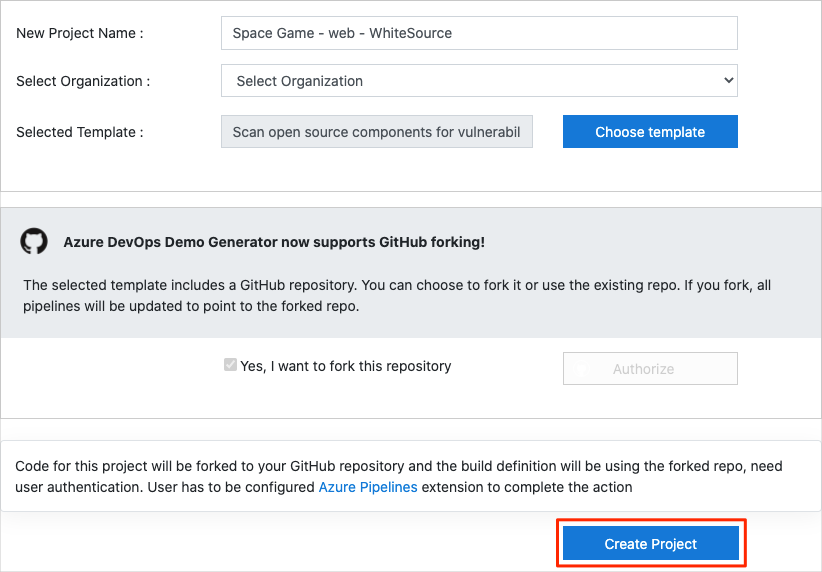 New Project Name :
Space Game - web - WhiteSource
Select Organization :
Select Organization
Selected Template :
Scan open source components for vulnerabil
Choose template
Azure DevOps Demo Generator now supports GitHub forking!
The selected template includes a GitHub repository. You can choose to fork it or use the existing repo. If you fork, all
pipelines will be updated to point to the forked repo.
Yes, I want to fork this repository
Authorize
Code for this project will be forked to your GitHub repository and the build definition will be using the forked repo, need
user authentication. User has to be configured Azure Pipelines extension to complete the action
Create Project